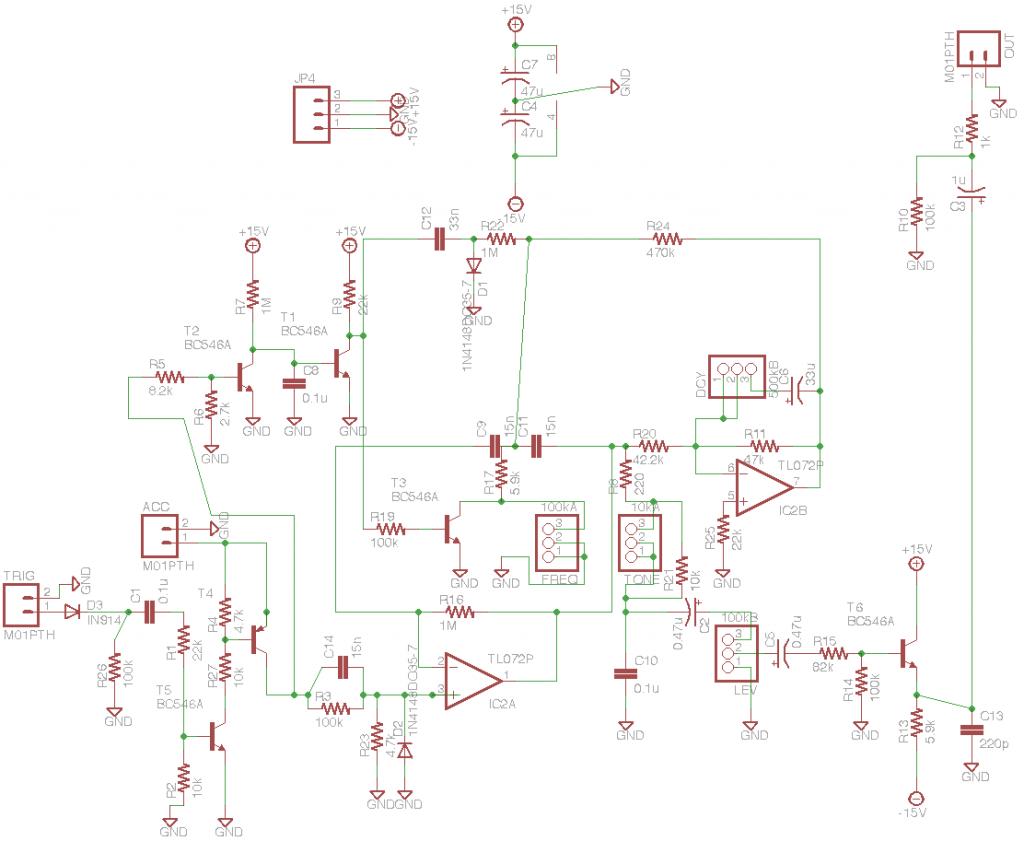 +15V
OUT
M01PTH
1
2
GND
8
C7
47u
GND
C4
47u
4
JP4
3
+15V
2
GND
1
-15V
-15V
R12
1k
1u
C3
R10
100k
GND
C12
33n
R22
1M
R24
470k
D1
1N4148DO35-7
GND
+15V
+15V
R7
1M
R9
22k
T2
BC546A
T1
BC546A
R5
8.2k
R6
2.7k
C8
0.1u
GND
GND
GND
GND
DCY
1
2
3
500kB
C6
33u
C9
15n
C11
15n
R20
42.2k
R11
47k
R17
5.9k
R8
220
TL072P
6
5
7
IC2B
T3
BC546A
R19
100k
GND
GND
100kA
3
2
1
FREQ
10kA
3
2
1
TONE
R25
22k
GND
R21
10k
ACC
2
1
GND
M01PTH
TRIG
2
1
GND
M01PTH
D3
IN914
C1
0.1u
R26
100k
GND
R1
22k
T4
R4
4.7k
R27
10k
T5
BC546A
R2
10k
GND
GND
C14
15n
R3
100k
R23
4.7k
D2
1N4148DO35-7
GND
GND
R16
1M
TL072P
2
3
1
IC2A
C2
0.47u
C10
0.1u
GND
100kB
3
2
1
LEV
GND
C5
0.47u
R15
82k
R14
100k
GND
+15V
T6
BC546A
R13
5.9k
-15V
C13
220p
GND